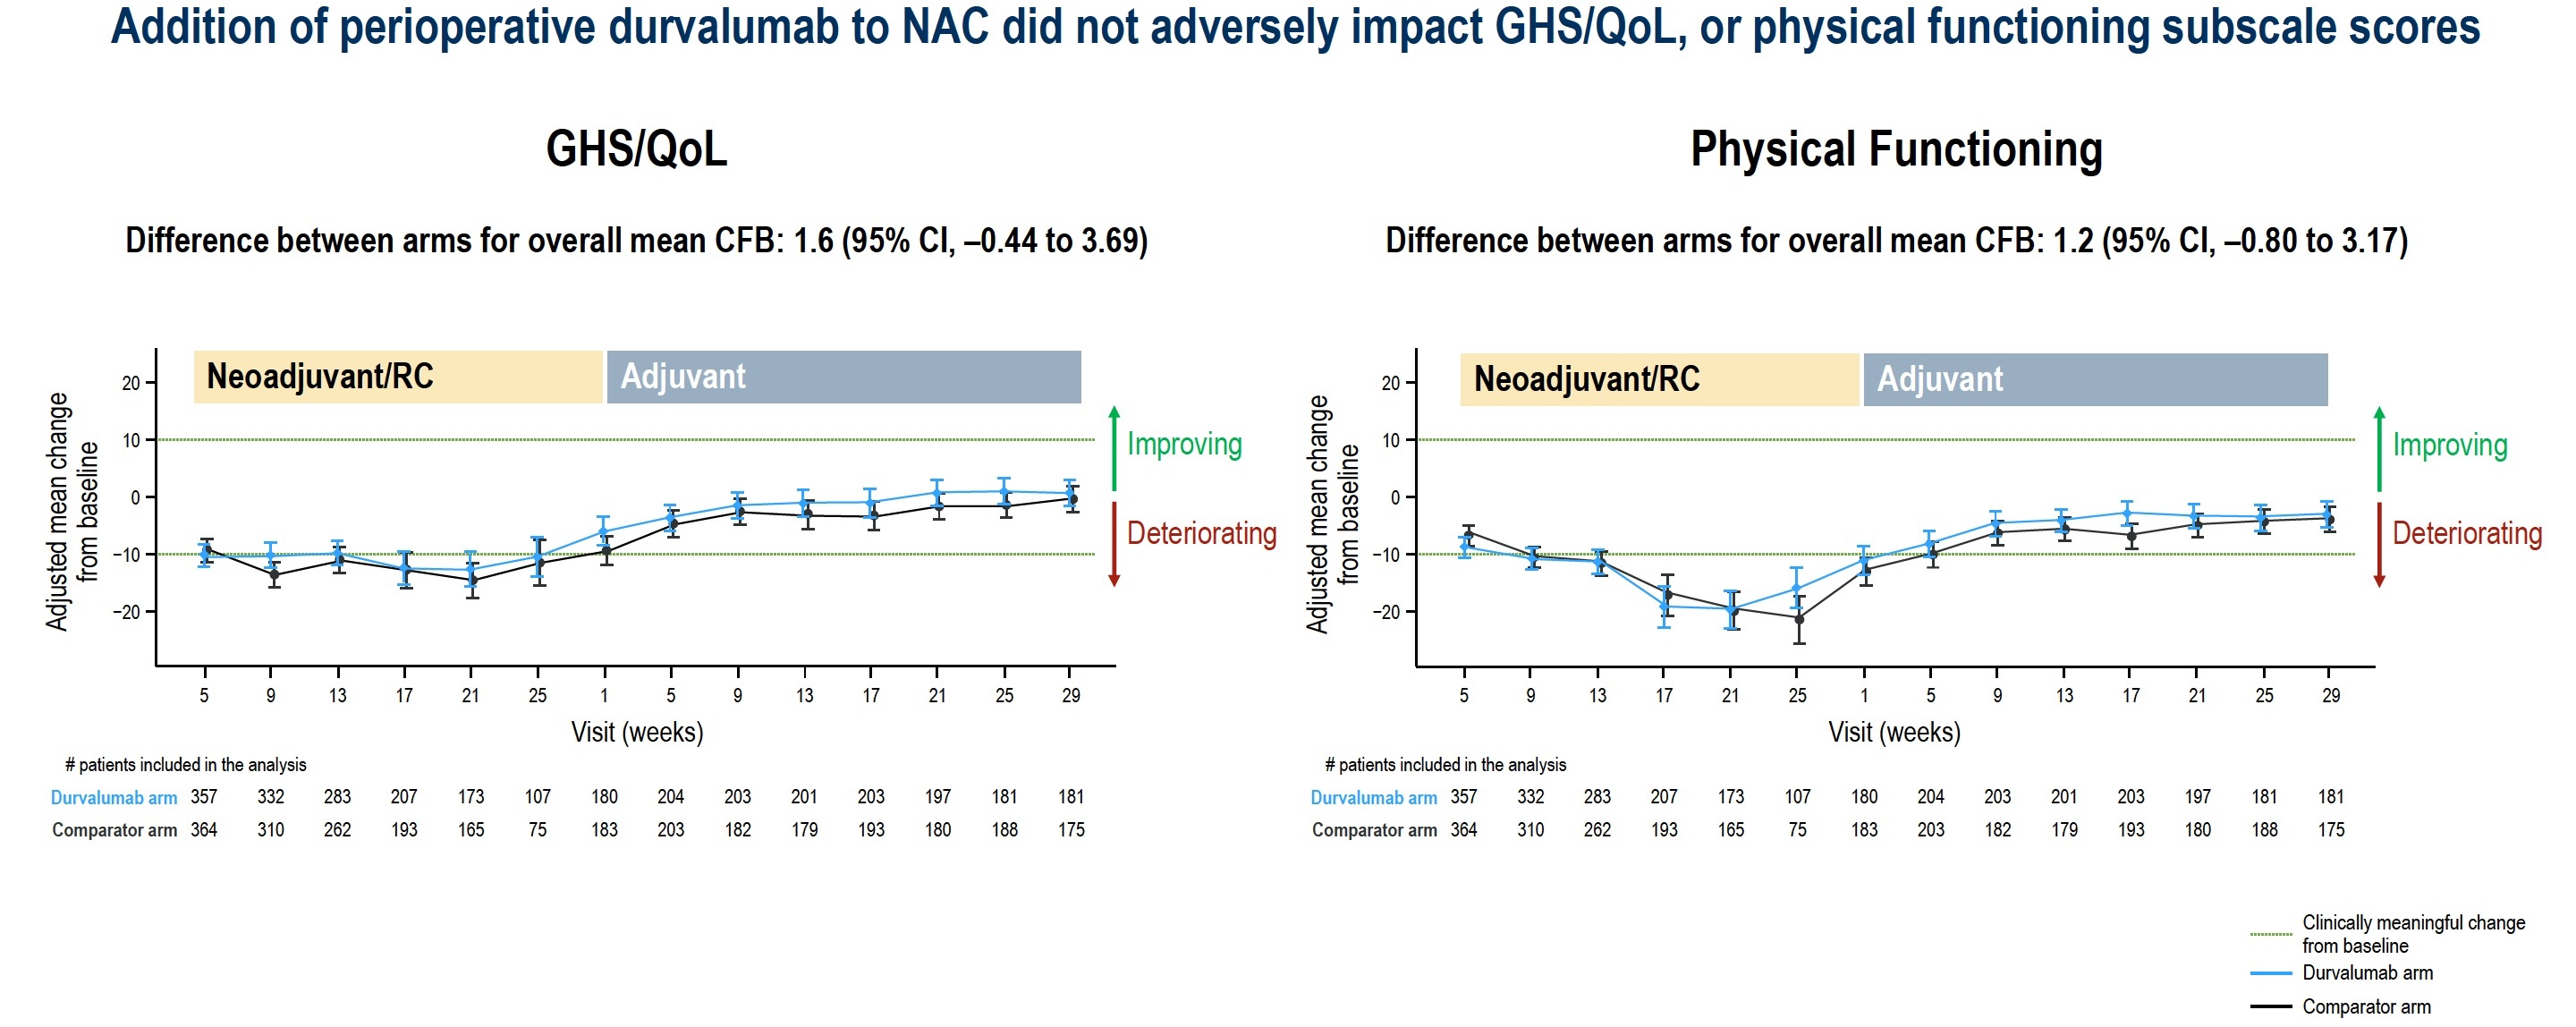 Addition of perioperative durvalumab to NAC did not adversely impact GHS/QoL, or physical functioning subscale scores
GHS/QoL
Difference between arms for overall mean CFB: 1.6 (95% CI, –0.44 to 3.69)
Neoadjuvant/RC
Adjuvant
20
10
0
−10
−20
Adjusted mean change
from baseline
Improving
Deteriorating
5 9 13 17 21 25 1 5 9 13 17 21 25 29
Visit (weeks)
# patients included in the analysis
Durvalumab arm 357 332 283 207 173 107 180 204 203 201 203 197 181 181
Comparator arm 364 310 262 193 165 75 183 203 182 179 193 180 188 175
Physical Functioning
Difference between arms for overall mean CFB: 1.2 (95% CI, –0.80 to 3.17)
Neoadjuvant/RC
Adjuvant
20
10
0
−10
−20
Adjusted mean change
from baseline
Improving
Deteriorating
5 9 13 17 21 25 1 5 9 13 17 21 25 29
Visit (weeks)
# patients included in the analysis
Durvalumab arm 357 332 283 207 173 107 180 204 203 201 203 197 181 181
Comparator arm 364 310 262 193 165 75 183 203 182 179 193 180 188 175
Clinically meaningful change
from baseline
Durvalumab arm
Comparator arm